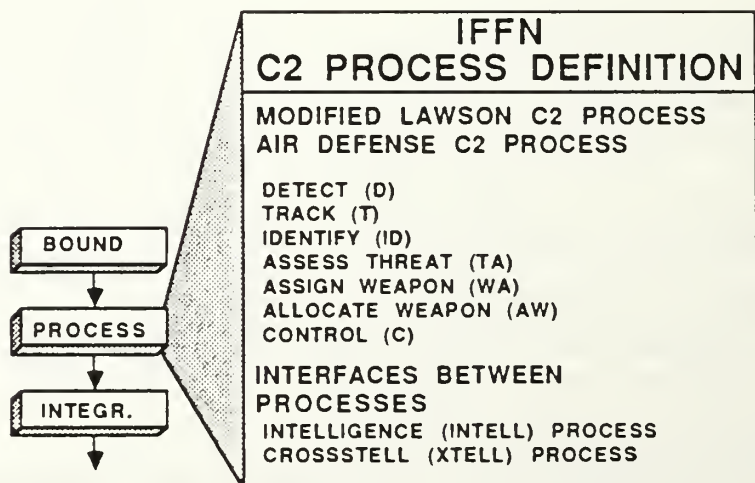 IFFN
C2 PROCESS DEFINITION
MODIFIED LAWSON C2 PROCESS
AIR DEFENSE C2 PROCESS
DETECT (D)
TRACK (T)
IDENTIFY (ID)
ASSESS THREAT (TA)
ASSIGN WEAPON (WA)
ALLOCATE WEAPON (AW)
CONTROL (C)
INTERFACES BETWEEN
PROCESSES
INTELLIGENCE (INTELL) PROCESS
CROSSSTELL (XTELL) PROCESS
BOUND
PROCESS
INTEGR.